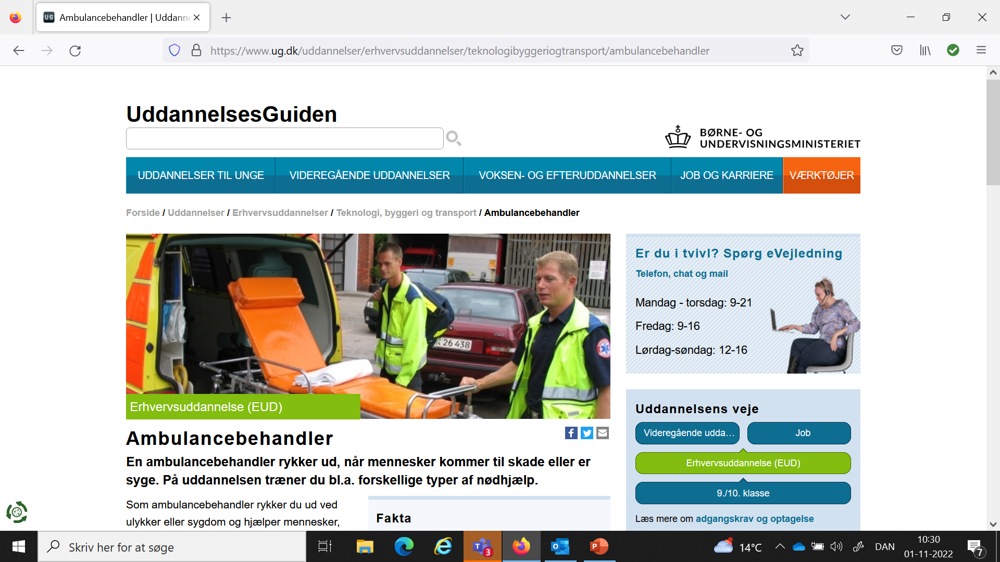 UG Ambulancebehandler | Uddanne
https://www.ug.dk/uddannelser/erhvervsuddannelser/teknologibyggeriogtransport/ambulancebehandler
UddannelsesGuiden
BØRNE- OG
UNDERVISNINGSMINISTERIET
UDDANNELSER TIL UNGE
VIDEREGÅENDE UDDANNELSER
VOKSEN- OG EFTERUDDANNELSER
JOB OG KARRIERE
VÆRKTØJER
Forside / Uddannelser / Erhvervsuddannelser / Teknologi, byggeri og transport / Ambulancebehandler
K 26 438
Erhvervsuddannelse (EUD)
Ambulancebehandler
En ambulancebehandler rykker ud, når mennesker kommer til skade eller er
syge. På uddannelsen træner du bl.a. forskellige typer af nødhjælp.
Som ambulancebehandler rykker du ud ved
ulykker eller sygdom og hjælper mennesker,
Fakta
Er du i tvivl? Spørg eVejledning
Telefon, chat og mail
Mandag - torsdag: 9-21
Fredag: 9-16
Lørdag-søndag: 12-16
Uddannelsens veje
Videregående udda...
Job
Erhvervsuddannelse (EUD)
9./10. klasse
Læs mere om adgangskrav og optagelse
Skriv her for at søge
T 3
O
P
14°C
DAN
10:30
01-11-2022
7